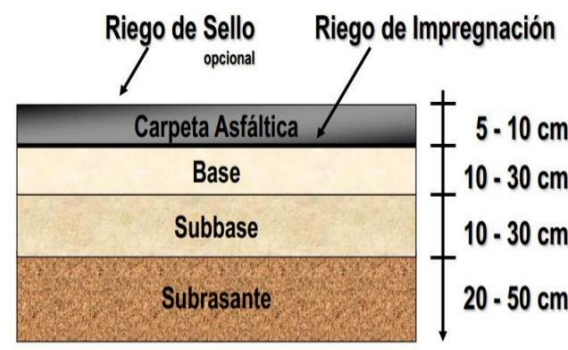 Riego de Sello
opcional
Riego de Impregnación
Carpeta Asfáltica
5 - 10 cm
Base
10 - 30 cm
Subbase
10 - 30 cm
Subrasante
20 - 50 cm